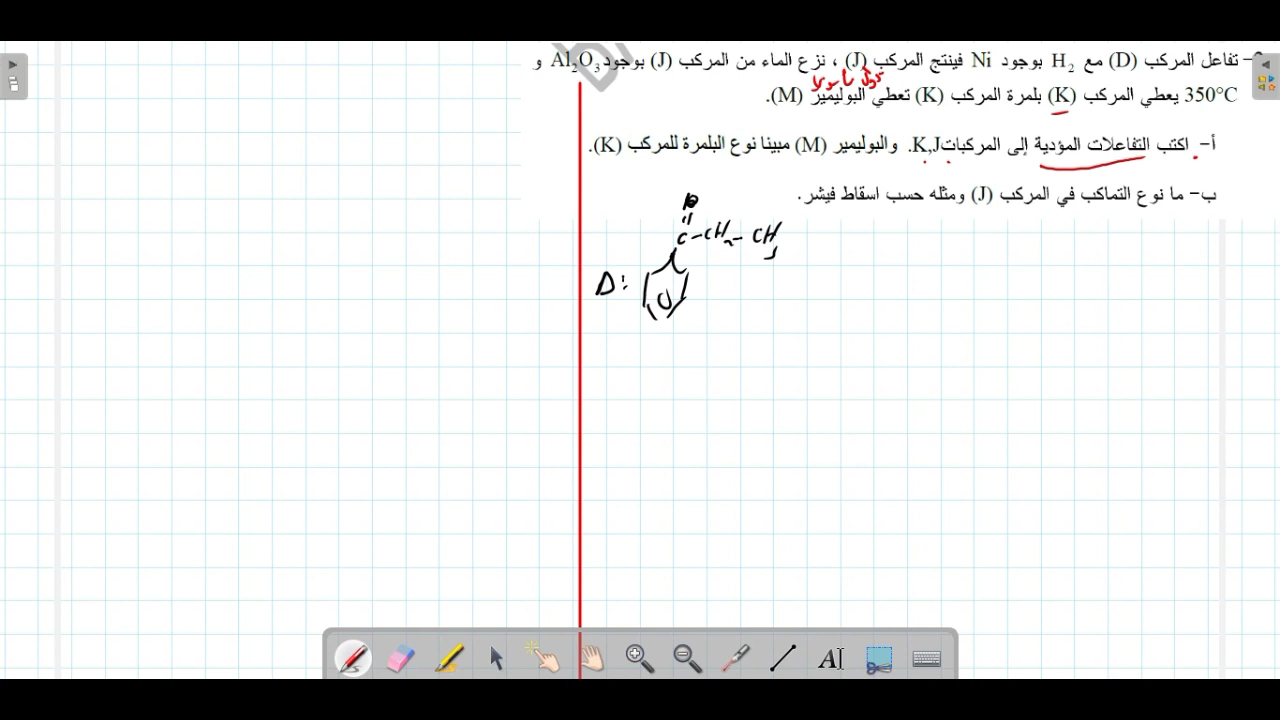 تفاعل المركب (D) مع H2 بوجود Ni فينتج المركب (J) ، نزع الماء من المركب (J) بوجود Al2O3 و
350°C يعطي المركب (K) بلمرة المركب (K) تعطي البوليمير (M).
أ- اكتب التفاعلات المؤدية إلى المركبات K,J. والبوليمير (M) مبينا نوع البلمرة للمركب (K).
ب- ما نوع التماكب في المركب (J) ومثله حسب اسقاط فيشر.
C-CH2-CH3
D:
AI